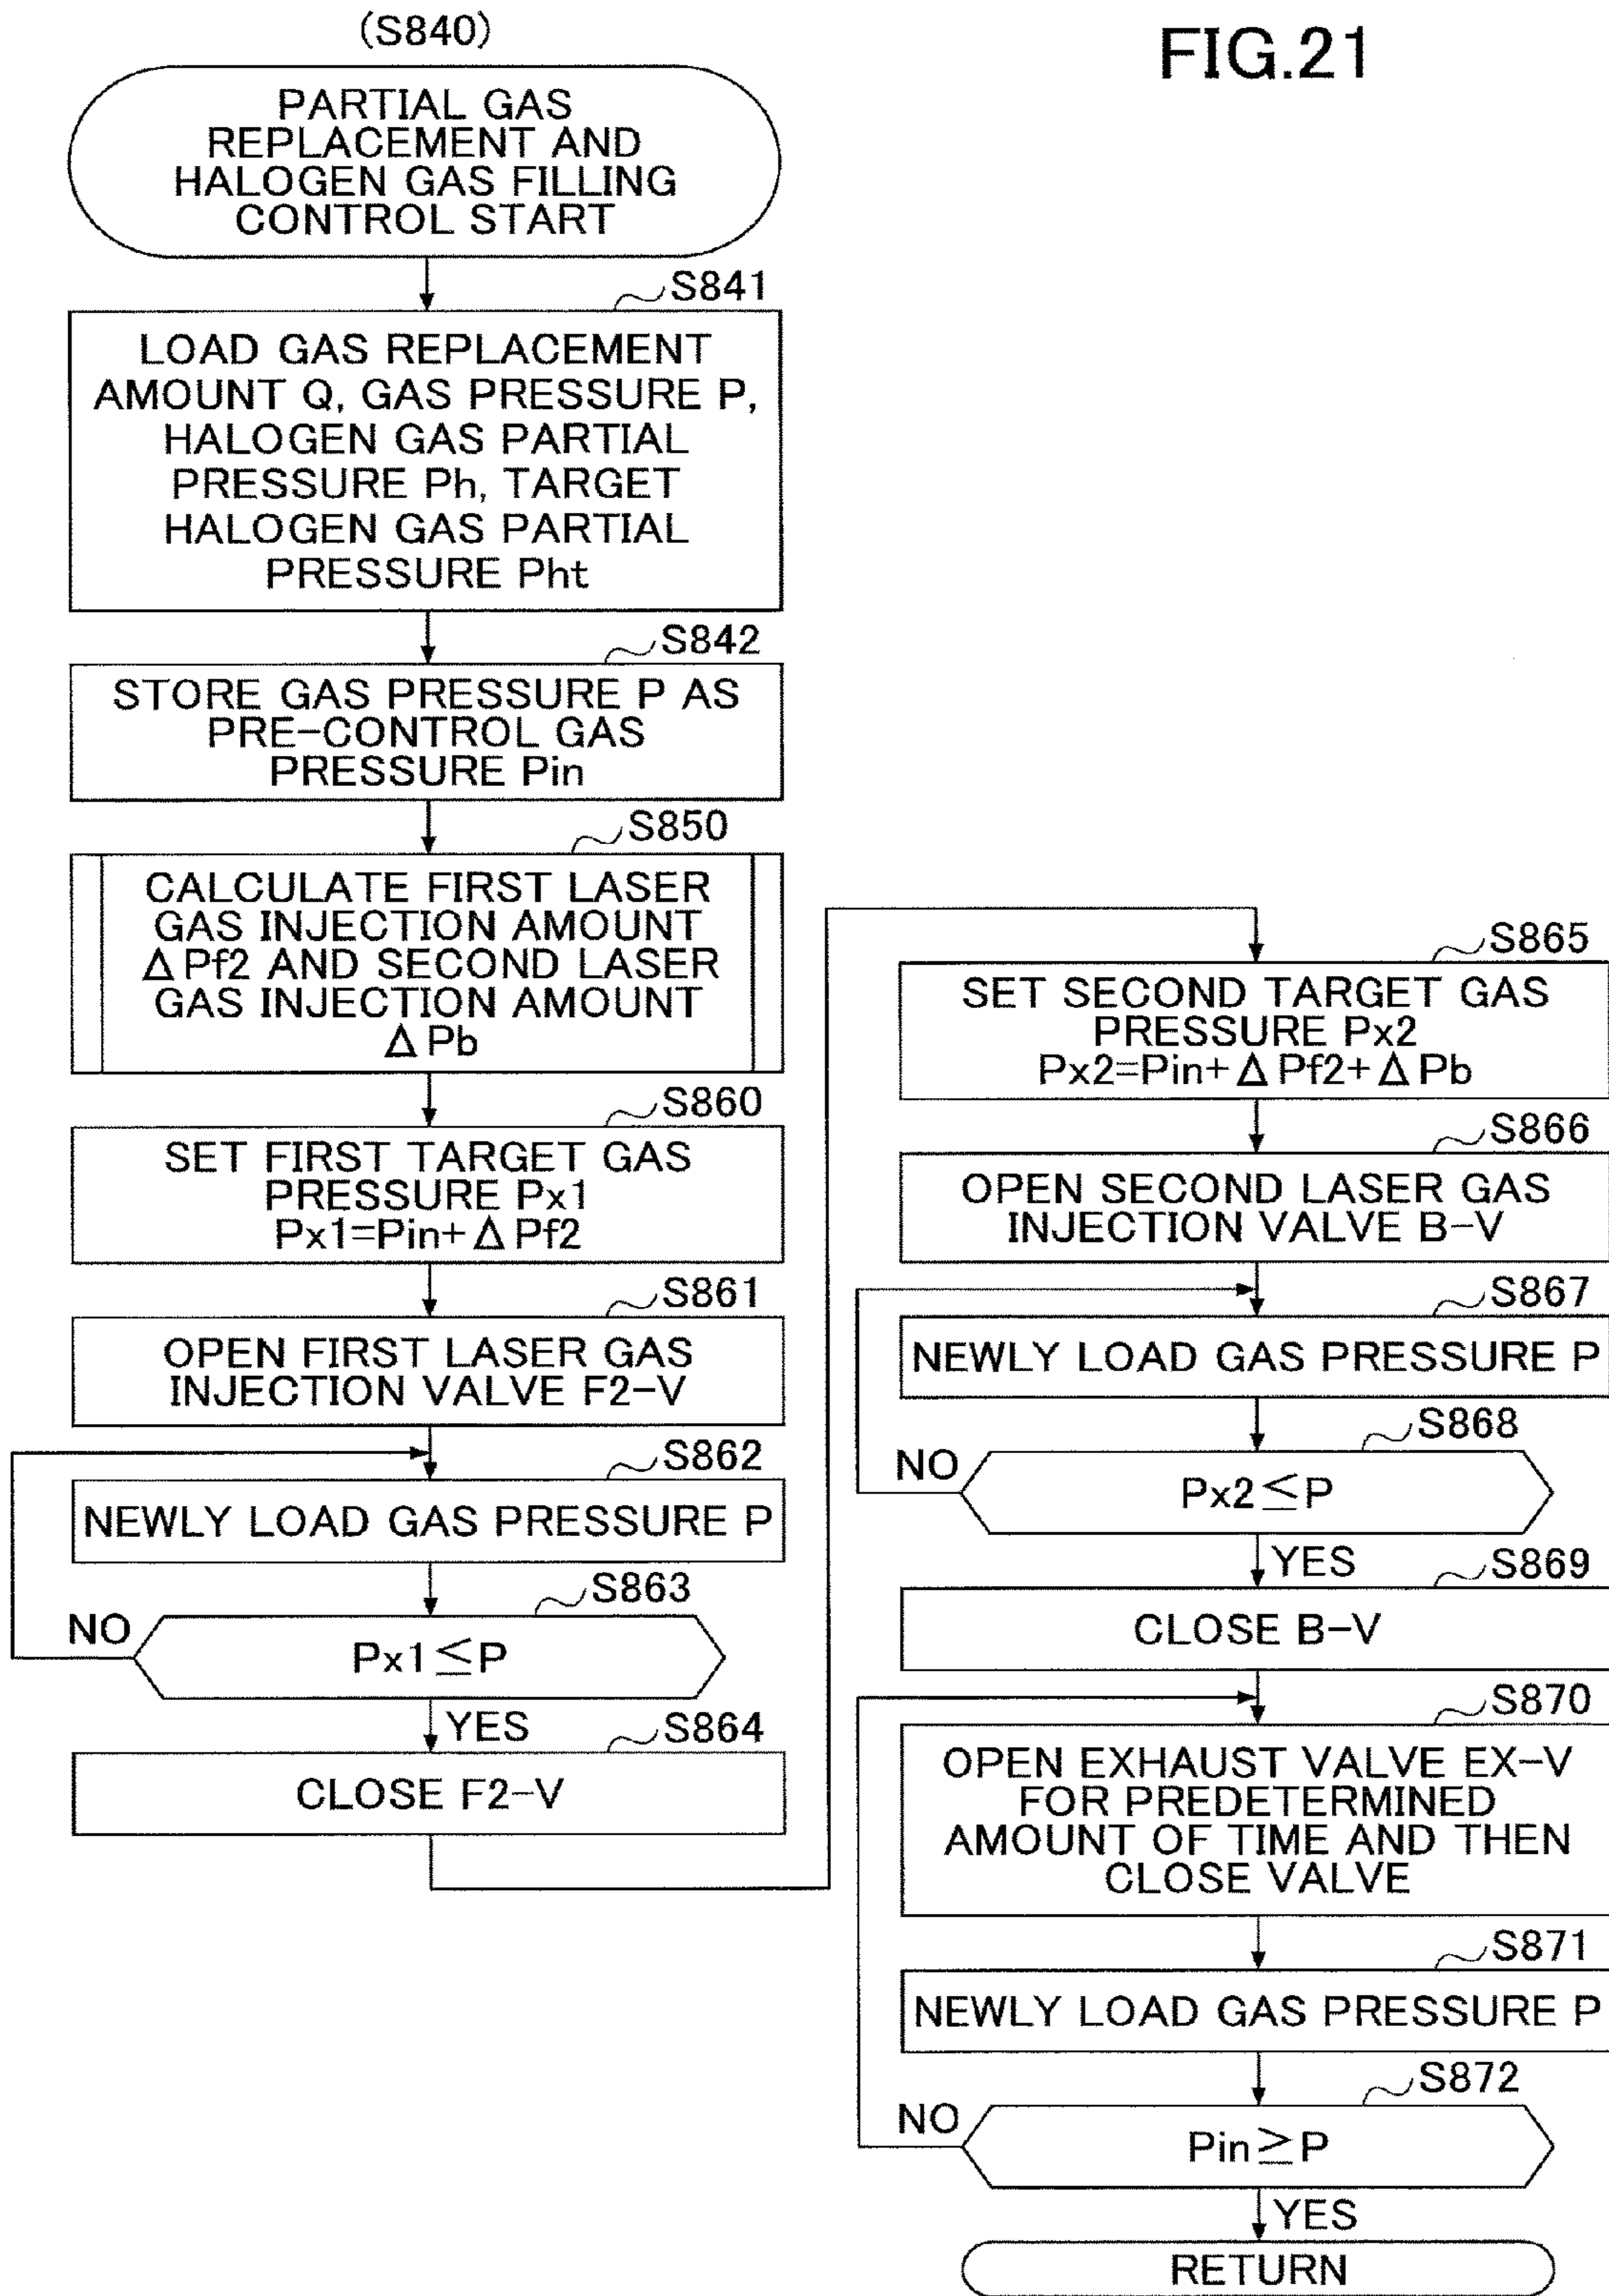 FIG.21
(S840)
PARTIAL GAS
REPLACEMENT AND
HALOGEN GAS FILLING
CONTROL START
S841
LOAD GAS REPLACEMENT
AMOUNT Q, GAS PRESSURE P,
HALOGEN GAS PARTIAL
PRESSURE Ph, TARGET
HALOGEN GAS PARTIAL
PRESSURE Pht
S842
STORE GAS PRESSURE P AS
PRE-CONTROL GAS
PRESSURE Pin
S850
CALCULATE FIRST LASER
GAS INJECTION AMOUNT
ΔPf2 AND SECOND LASER
GAS INJECTION AMOUNT
ΔPb
S860
SET FIRST TARGET GAS
PRESSURE Px1
Px1=Pin+ΔPf2
S861
OPEN FIRST LASER GAS
INJECTION VALVE F2-V
S862
NEWLY LOAD GAS PRESSURE P
S863
NO
Px1≦P
YES
S864
CLOSE F2-V
S865
SET SECOND TARGET GAS
PRESSURE Px2
Px2=Pin+ΔPf2+ΔPb
S866
OPEN SECOND LASER GAS
INJECTION VALVE B-V
S867
NEWLY LOAD GAS PRESSURE P
S868
NO
Px2≦P
YES
S869
CLOSE B-V
S870
OPEN EXHAUST VALVE EX-V
FOR PREDETERMINED
AMOUNT OF TIME AND THEN
CLOSE VALVE
S871
NEWLY LOAD GAS PRESSURE P
S872
NO
Pin≧P
YES
RETURN